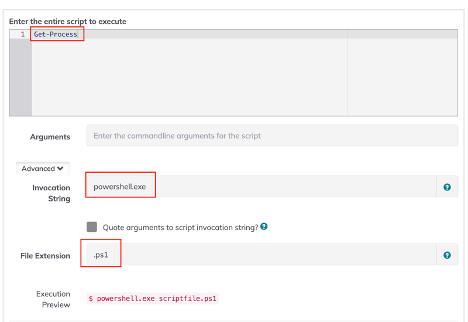 Enter the entire script to execute
1 Get-Process
Arguments
Enter the commandline arguments for the script
Advanced
Invocation String
powershell.exe
Quote arguments to script invocation string?
File Extension
.ps1
Execution Preview
$ powershell.exe scriptfile.ps1